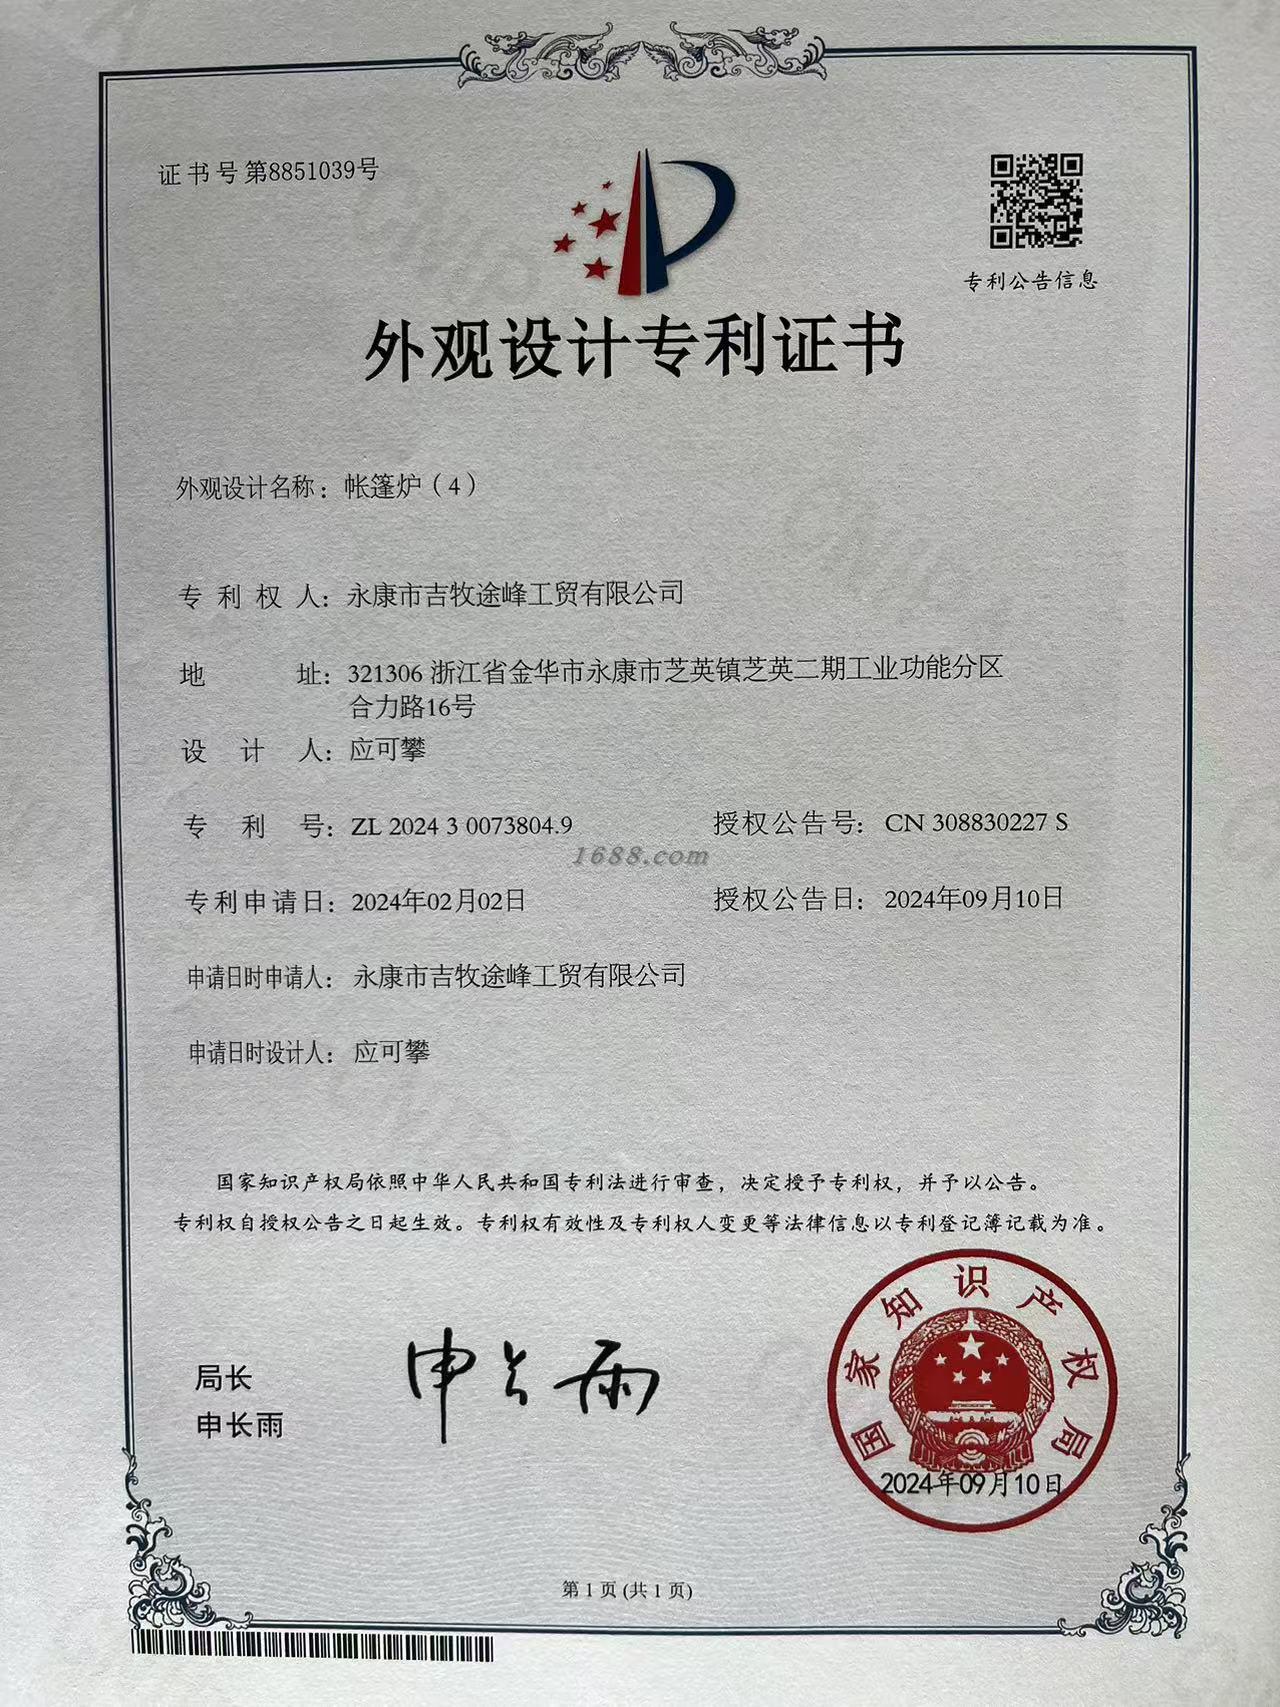 证书号第8851039号
专利公告信息
外观设计专利证书
外观设计名称：帐篷炉（4）
专利权人：永康市吉牧途峰工贸有限公司
地址：321306 浙江省金华市永康市芝英镇芝英二期工业功能分区
合力路16号
设计人：应可攀
专利号：ZL 2024 3 0073804.9 授权公告号：CN 308830227 S
1688.com
专利申请日：2024年02月02日 授权公告日：2024年09月10日
申请日时申请人：永康市吉牧途峰工贸有限公司
申请日时设计人：应可攀
国家知识产权局依照中华人民共和国专利法进行审查，决定授予专利权，并予以公告。
专利权自授权公告之日起生效。专利权有效性及专利权人变更等法律信息以专利登记簿记载为准。
局长
申长雨
申长雨
国家知识产权局
2024年09月10日
第 1 页 (共 1 页)